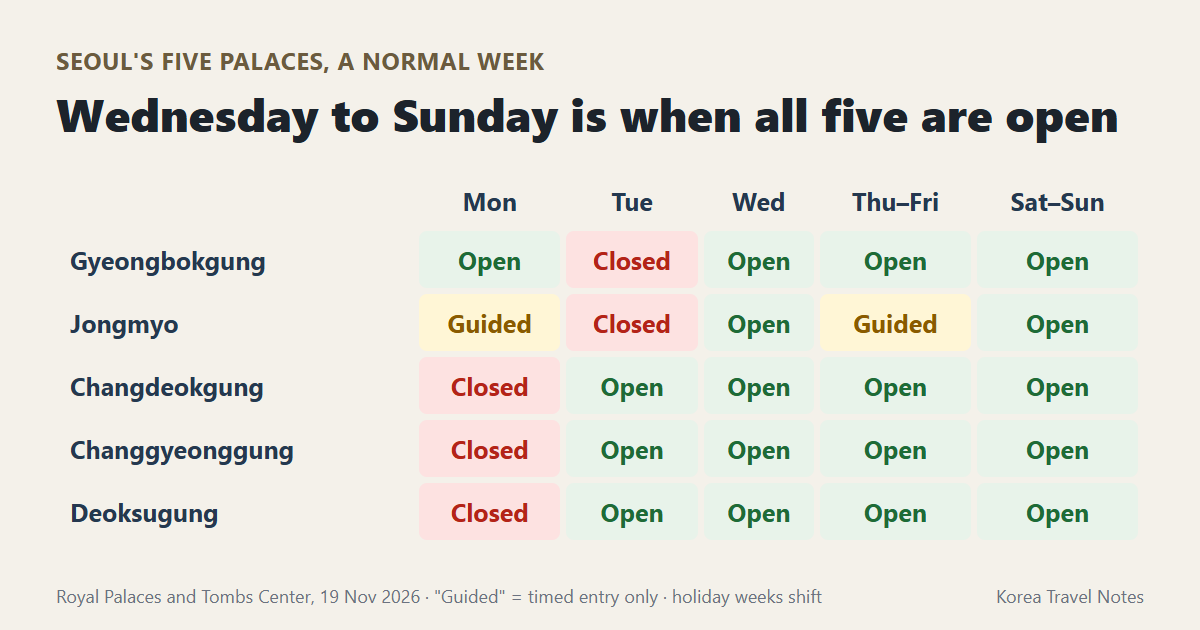 SEOUL'S FIVE PALACES, A NORMAL WEEK
Wednesday to Sunday is when all five are open
Mon Tue Wed Thu–Fri Sat–Sun
Gyeongbokgung Open Closed Open Open Open
Jongmyo Guided Closed Open Guided Open
Changdeokgung Closed Open Open Open Open
Changgyeonggung Closed Open Open Open Open
Deoksugung Closed Open Open Open Open
Royal Palaces and Tombs Center, 19 Nov 2026 · "Guided" = timed entry only · holiday weeks shift
Korea Travel Notes